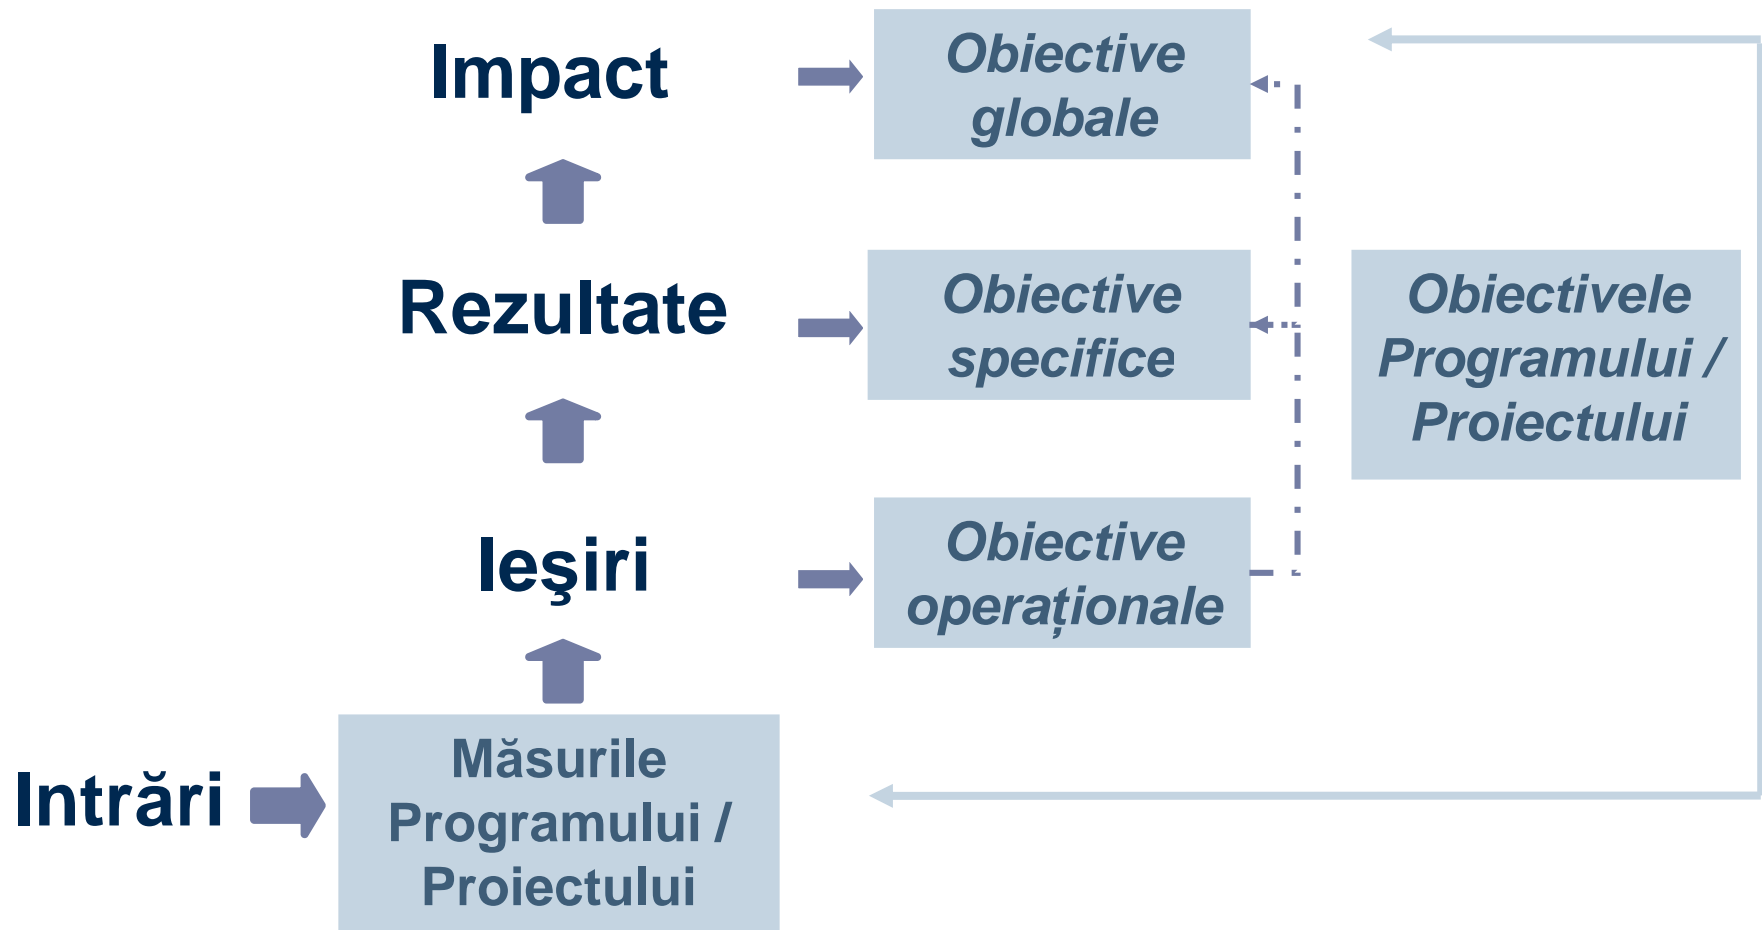 Impact
Obiective
globale
Rezultate
Obiective
specifice
Obiectivele
Programului /
Proiectului
Ieşiri
Obiective
operaționale
Intrări
Măsurile
Programului /
Proiectului